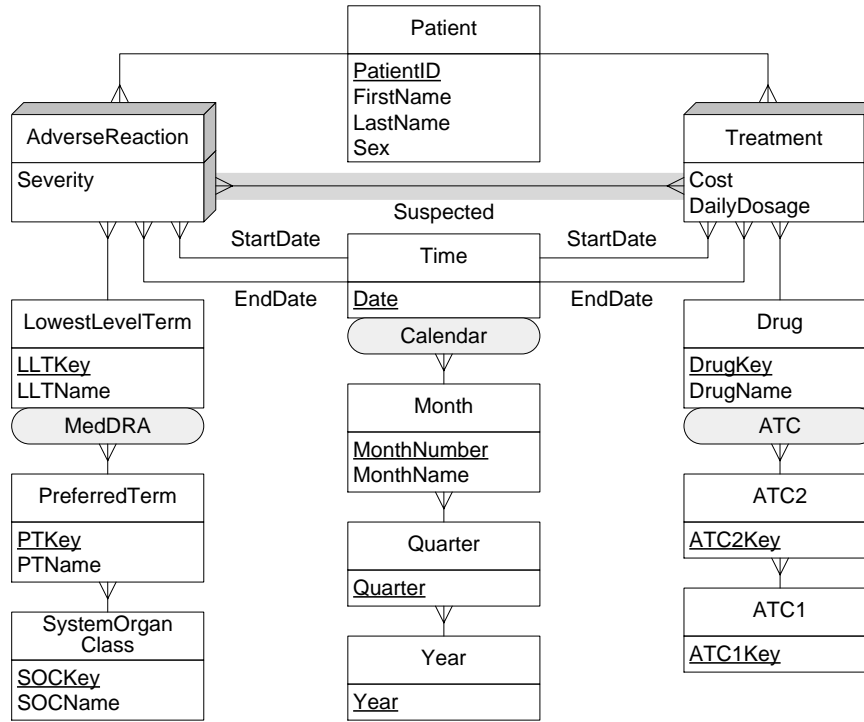 Patient
PatientID
FirstName
LastName
Sex
AdverseReaction
Severity
Treatment
Cost
DailyDosage
Suspected
StartDate
StartDate
EndDate
EndDate
Time
Date
Calendar
LowestLevelTerm
LLTKey
LLTName
MedDRA
PreferredTerm
PTKey
PTName
SystemOrgan
Class
SOCKey
SOCName
Month
MonthNumber
MonthName
Quarter
Quarter
Year
Year
Drug
DrugKey
DrugName
ATC
ATC2
ATC2Key
ATC1
ATC1Key